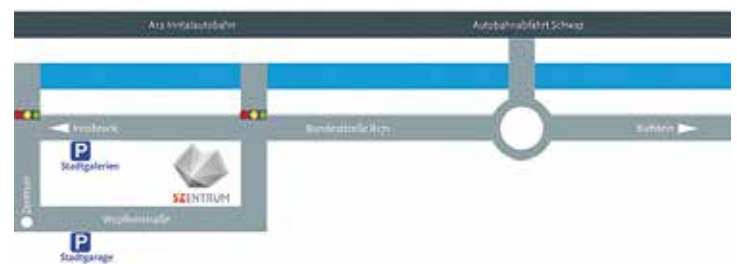 A12 Inntalautobahn
Autobahnabfahrt Schwaz
Innsbruck
Bundesstraße B171
Kufstein
P
Stadtgalerien
SZENTRUM
Zentrum
Wopfnerstraße
P
Stadtgarage